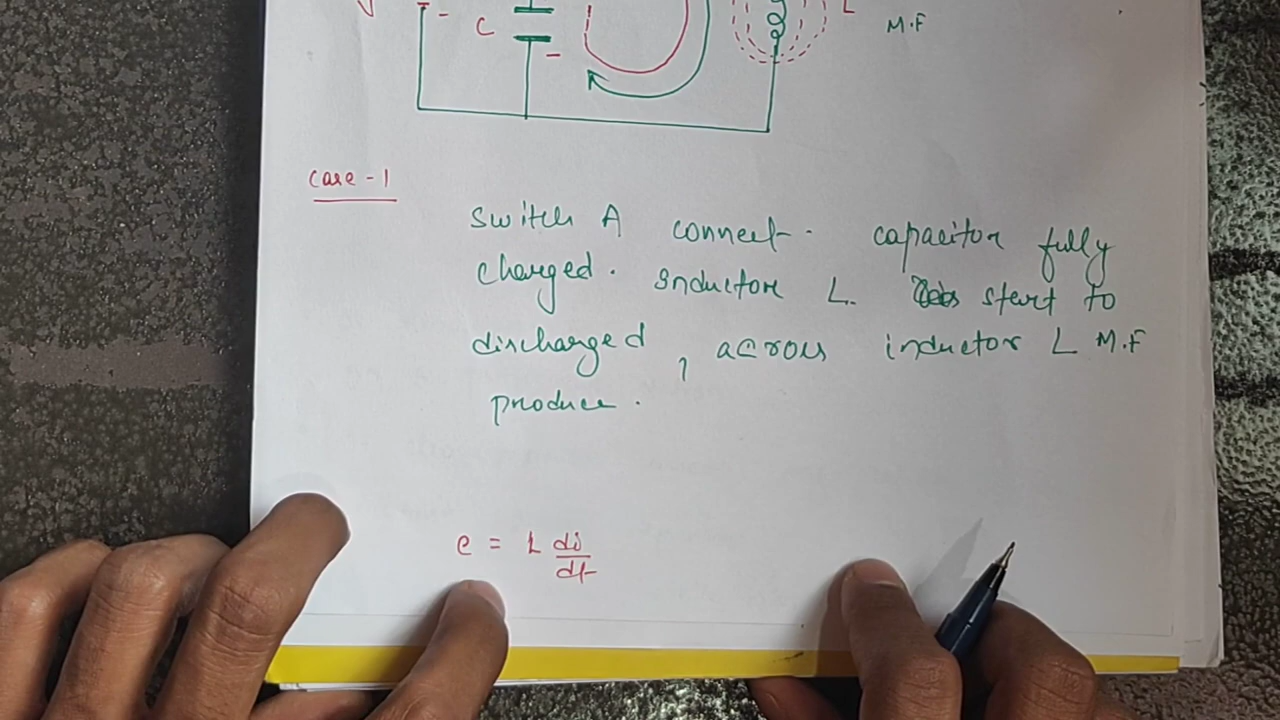 -
C
-
L
M.F
Case - 1
Switch A connect. capacitor fully
charged. Inductor L. start to
discharged, across inductor L M.F
produce.
e = L di/dt